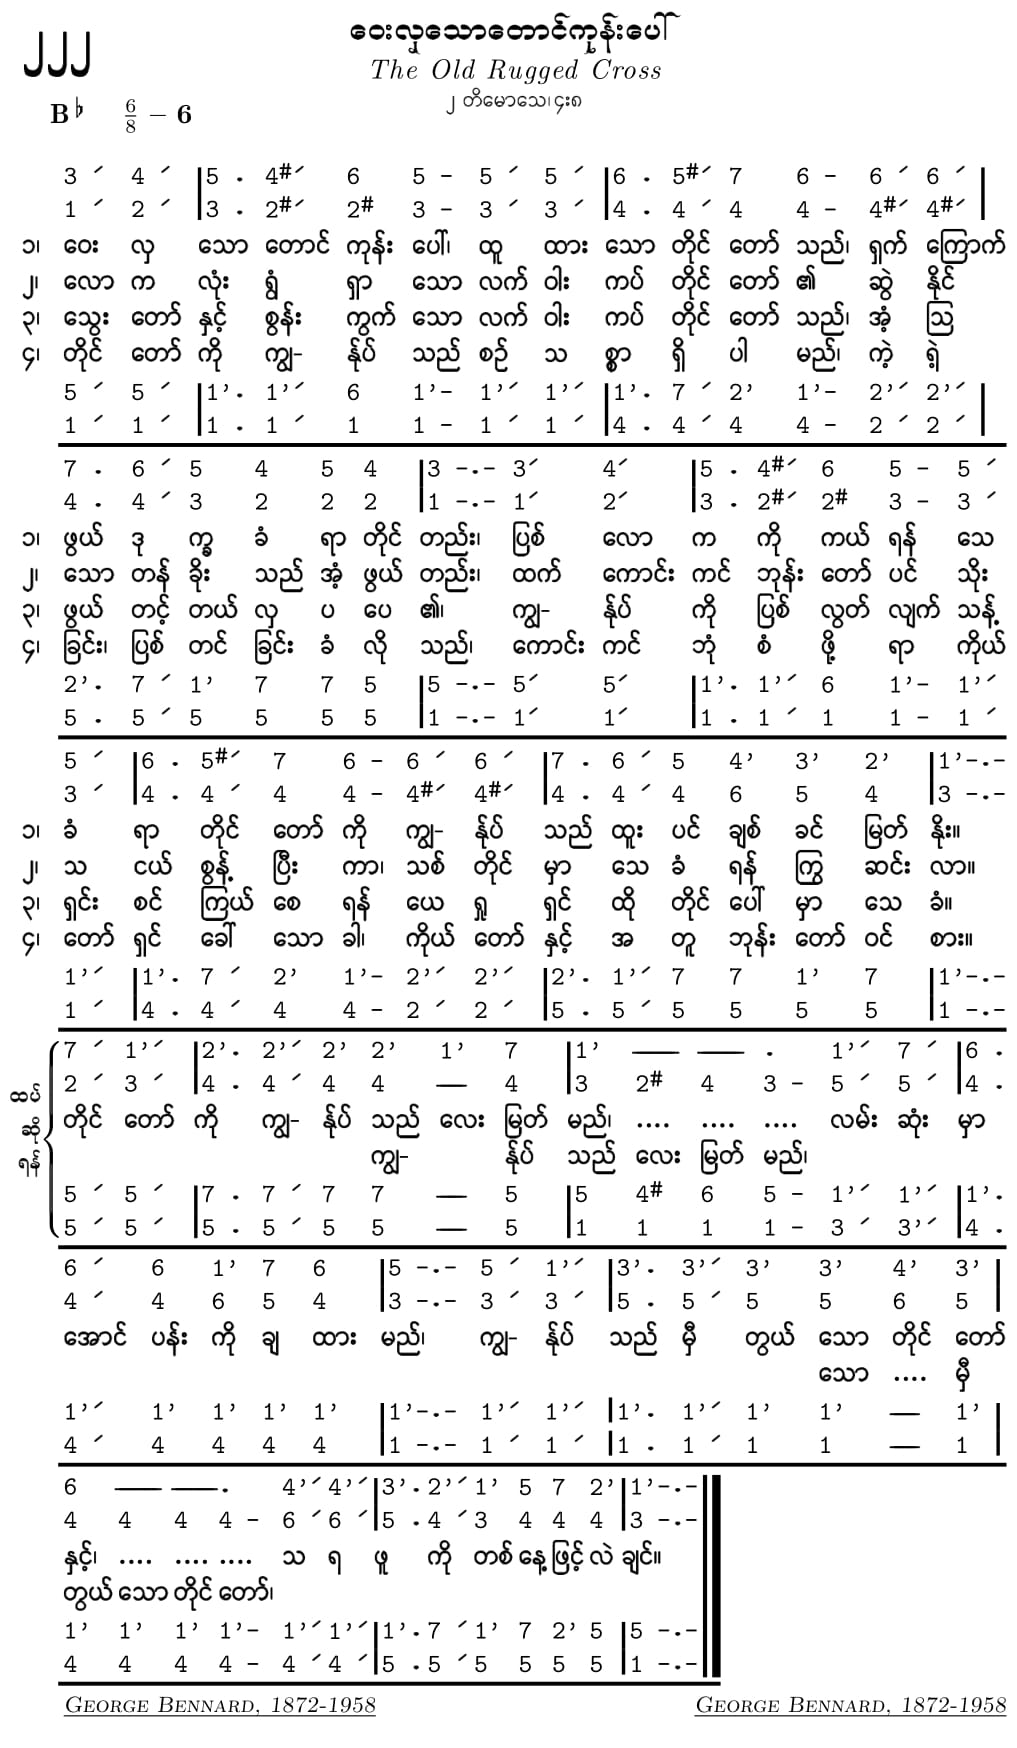 ၂၂၂
ဝေးလှသောတောင်ကုန်းပေါ်
The Old Rugged Cross
၂ တိမောသေ၊ ၄း၈
B♭ 6/8 – 6
3 ˊ 4 ˊ |5 . 4#ˊ 6 5 – 5 ˊ 5 ˊ |6 . 5#ˊ 7 6 – 6 ˊ 6 ˊ |
1 ˊ 2 ˊ |3 . 2#ˊ 2# 3 – 3 ˊ 3 ˊ |4 . 4 ˊ 4 4 – 4#ˊ 4#ˊ |
၁၊ ဝေး လှ သော တောင် ကုန်း ပေါ်၊ ထူ ထား သော တိုင် တော် သည်၊ ရှက် ကြောက်
၂၊ လော က လုံး ရွံ ရှာ သော လက် ဝါး ကပ် တိုင် တော် ၏ ဆွဲ နိုင်
၃၊ သွေး တော် နှင့် စွန်း ကွက် သော လက် ဝါး ကပ် တိုင် တော် သည်၊ အံ့ ဩ
၄၊ တိုင် တော် ကို ကျွ- န်ုပ် သည် စဉ် သ စ္စာ ရှိ ပါ မည်၊ ကဲ့ ရဲ့
5 ˊ 5 ˊ |1’. 1’ˊ 6 1’– 1’ˊ 1’ˊ |1’. 7 ˊ 2’ 1’– 2’ˊ 2’ˊ |
1 ˊ 1 ˊ |1 . 1 ˊ 1 1 – 1 ˊ 1 ˊ |4 . 4 ˊ 4 4 – 2 ˊ 2 ˊ |
7 . 6 ˊ 5 4 5 4 |3 –.– 3ˊ 4ˊ |5 . 4#ˊ 6 5 – 5 ˊ
4 . 4 ˊ 3 2 2 2 |1 –.– 1ˊ 2ˊ |3 . 2#ˊ 2# 3 – 3 ˊ
၁၊ ဖွယ် ဒု က္ခ ခံ ရာ တိုင် တည်း၊ ပြစ် လော က ကို ကယ် ရန် သေ
၂၊ သော တန် ခိုး သည် အံ့ ဖွယ် တည်း၊ ထက် ကောင်း ကင် ဘုန်း တော် ပင် သိုး
၃၊ ဖွယ် တင့် တယ် လှ ပ ပေ ၏၊ ကျွ- န်ုပ် ကို ပြစ် လွတ် လျက် သန့်
၄၊ ခြင်း၊ ပြစ် တင် ခြင်း ခံ လို သည်၊ ကောင်း ကင် ဘုံ စံ ဖို့ ရာ ကိုယ်
2’. 7 ˊ 1’ 7 7 5 |5 –.– 5ˊ 5ˊ |1’. 1’ˊ 6 1’– 1’ˊ
5 . 5 ˊ 5 5 5 5 |1 –.– 1ˊ 1ˊ |1 . 1 ˊ 1 1 – 1 ˊ
5 ˊ |6 . 5#ˊ 7 6 – 6 ˊ 6 ˊ |7 . 6 ˊ 5 4’ 3’ 2’ |1’–.–
3 ˊ |4 . 4 ˊ 4 4 – 4#ˊ 4#ˊ |4 . 4 ˊ 4 6 5 4 |3 –.–
၁၊ ခံ ရာ တိုင် တော် ကို ကျွ- န်ုပ် သည် ထူး ပင် ချစ် ခင် မြတ် နိုး။
၂၊ သ ငယ် စွန့် ပြီး ကာ၊ သစ် တိုင် မှာ သေ ခံ ရန် ကြွ ဆင်း လာ။
၃၊ ရှင်း စင် ကြယ် စေ ရန် ယေ ရှု ရှင် ထို တိုင် ပေါ် မှာ သေ ခံ။
၄၊ တော် ရှင် ခေါ် သော ခါ၊ ကိုယ် တော် နှင့် အ တူ ဘုန်း တော် ဝင် စား။
1’ˊ |1’. 7 ˊ 2’ 1’– 2’ˊ 2’ˊ |2’. 1’ˊ 7 7 1’ 7 |1’–.–
1 ˊ |4 . 4 ˊ 4 4 – 2 ˊ 2 ˊ |5 . 5 ˊ 5 5 5 5 |1 –.–
ထပ်
ဆို
ရန်
7 ˊ 1’ˊ |2’. 2’ˊ 2’ 2’ 1’ 7 |1’ — — . 1’ˊ 7 ˊ |6 .
2 ˊ 3 ˊ |4 . 4 ˊ 4 4 — 4 |3 2# 4 3 – 5 ˊ 5 ˊ |4 .
တိုင် တော် ကို ကျွ- န်ုပ် သည် လေး မြတ် မည်၊ .... .... .... လမ်း ဆုံး မှာ
ကျွ- န်ုပ် သည် လေး မြတ် မည်၊
5 ˊ 5 ˊ |7 . 7 ˊ 7 7 — 5 |5 4# 6 5 – 1’ˊ 1’ˊ |1’.
5 ˊ 5 ˊ |5 . 5 ˊ 5 5 — 5 |1 1 1 1 – 3 ˊ 3’ˊ |4 .
6 ˊ 6 1’ 7 6 |5 –.– 5 ˊ 1’ˊ |3’. 3’ˊ 3’ 3’ 4’ 3’ |
4 ˊ 4 6 5 4 |3 –.– 3 ˊ 3 ˊ |5 . 5 ˊ 5 5 6 5 |
အောင် ပန်း ကို ချ ထား မည်၊ ကျွ- န်ုပ် သည် မှီ တွယ် သော တိုင် တော်
သော .... မှီ
1’ˊ 1’ 1’ 1’ 1’ |1’–.– 1’ˊ 1’ˊ |1’. 1’ˊ 1’ 1’ — 1’ |
4 ˊ 4 4 4 4 |1 –.– 1 ˊ 1 ˊ |1 . 1 ˊ 1 1 — 1 |
6 — —. 4’ˊ 4’ˊ |3’. 2’ˊ 1’ 5 7 2’ |1’–.–
4 4 4 4 – 6 ˊ 6 ˊ |5 . 4 ˊ 3 4 4 4 |3 –.–
နှင့်၊ .... .... .... သ ရ ဖူ ကို တစ် နေ့ ဖြင့် လဲ ချင်။
တွယ် သော တိုင် တော်၊
1’ 1’ 1’ 1’– 1’ˊ 1’ˊ |1’. 7 ˊ 1’ 7 2’ 5 |5 –.–
4 4 4 4 – 4 ˊ 4 ˊ |5 . 5 ˊ 5 5 5 5 |1 –.–
George Bennard, 1872-1958 George Bennard, 1872-1958